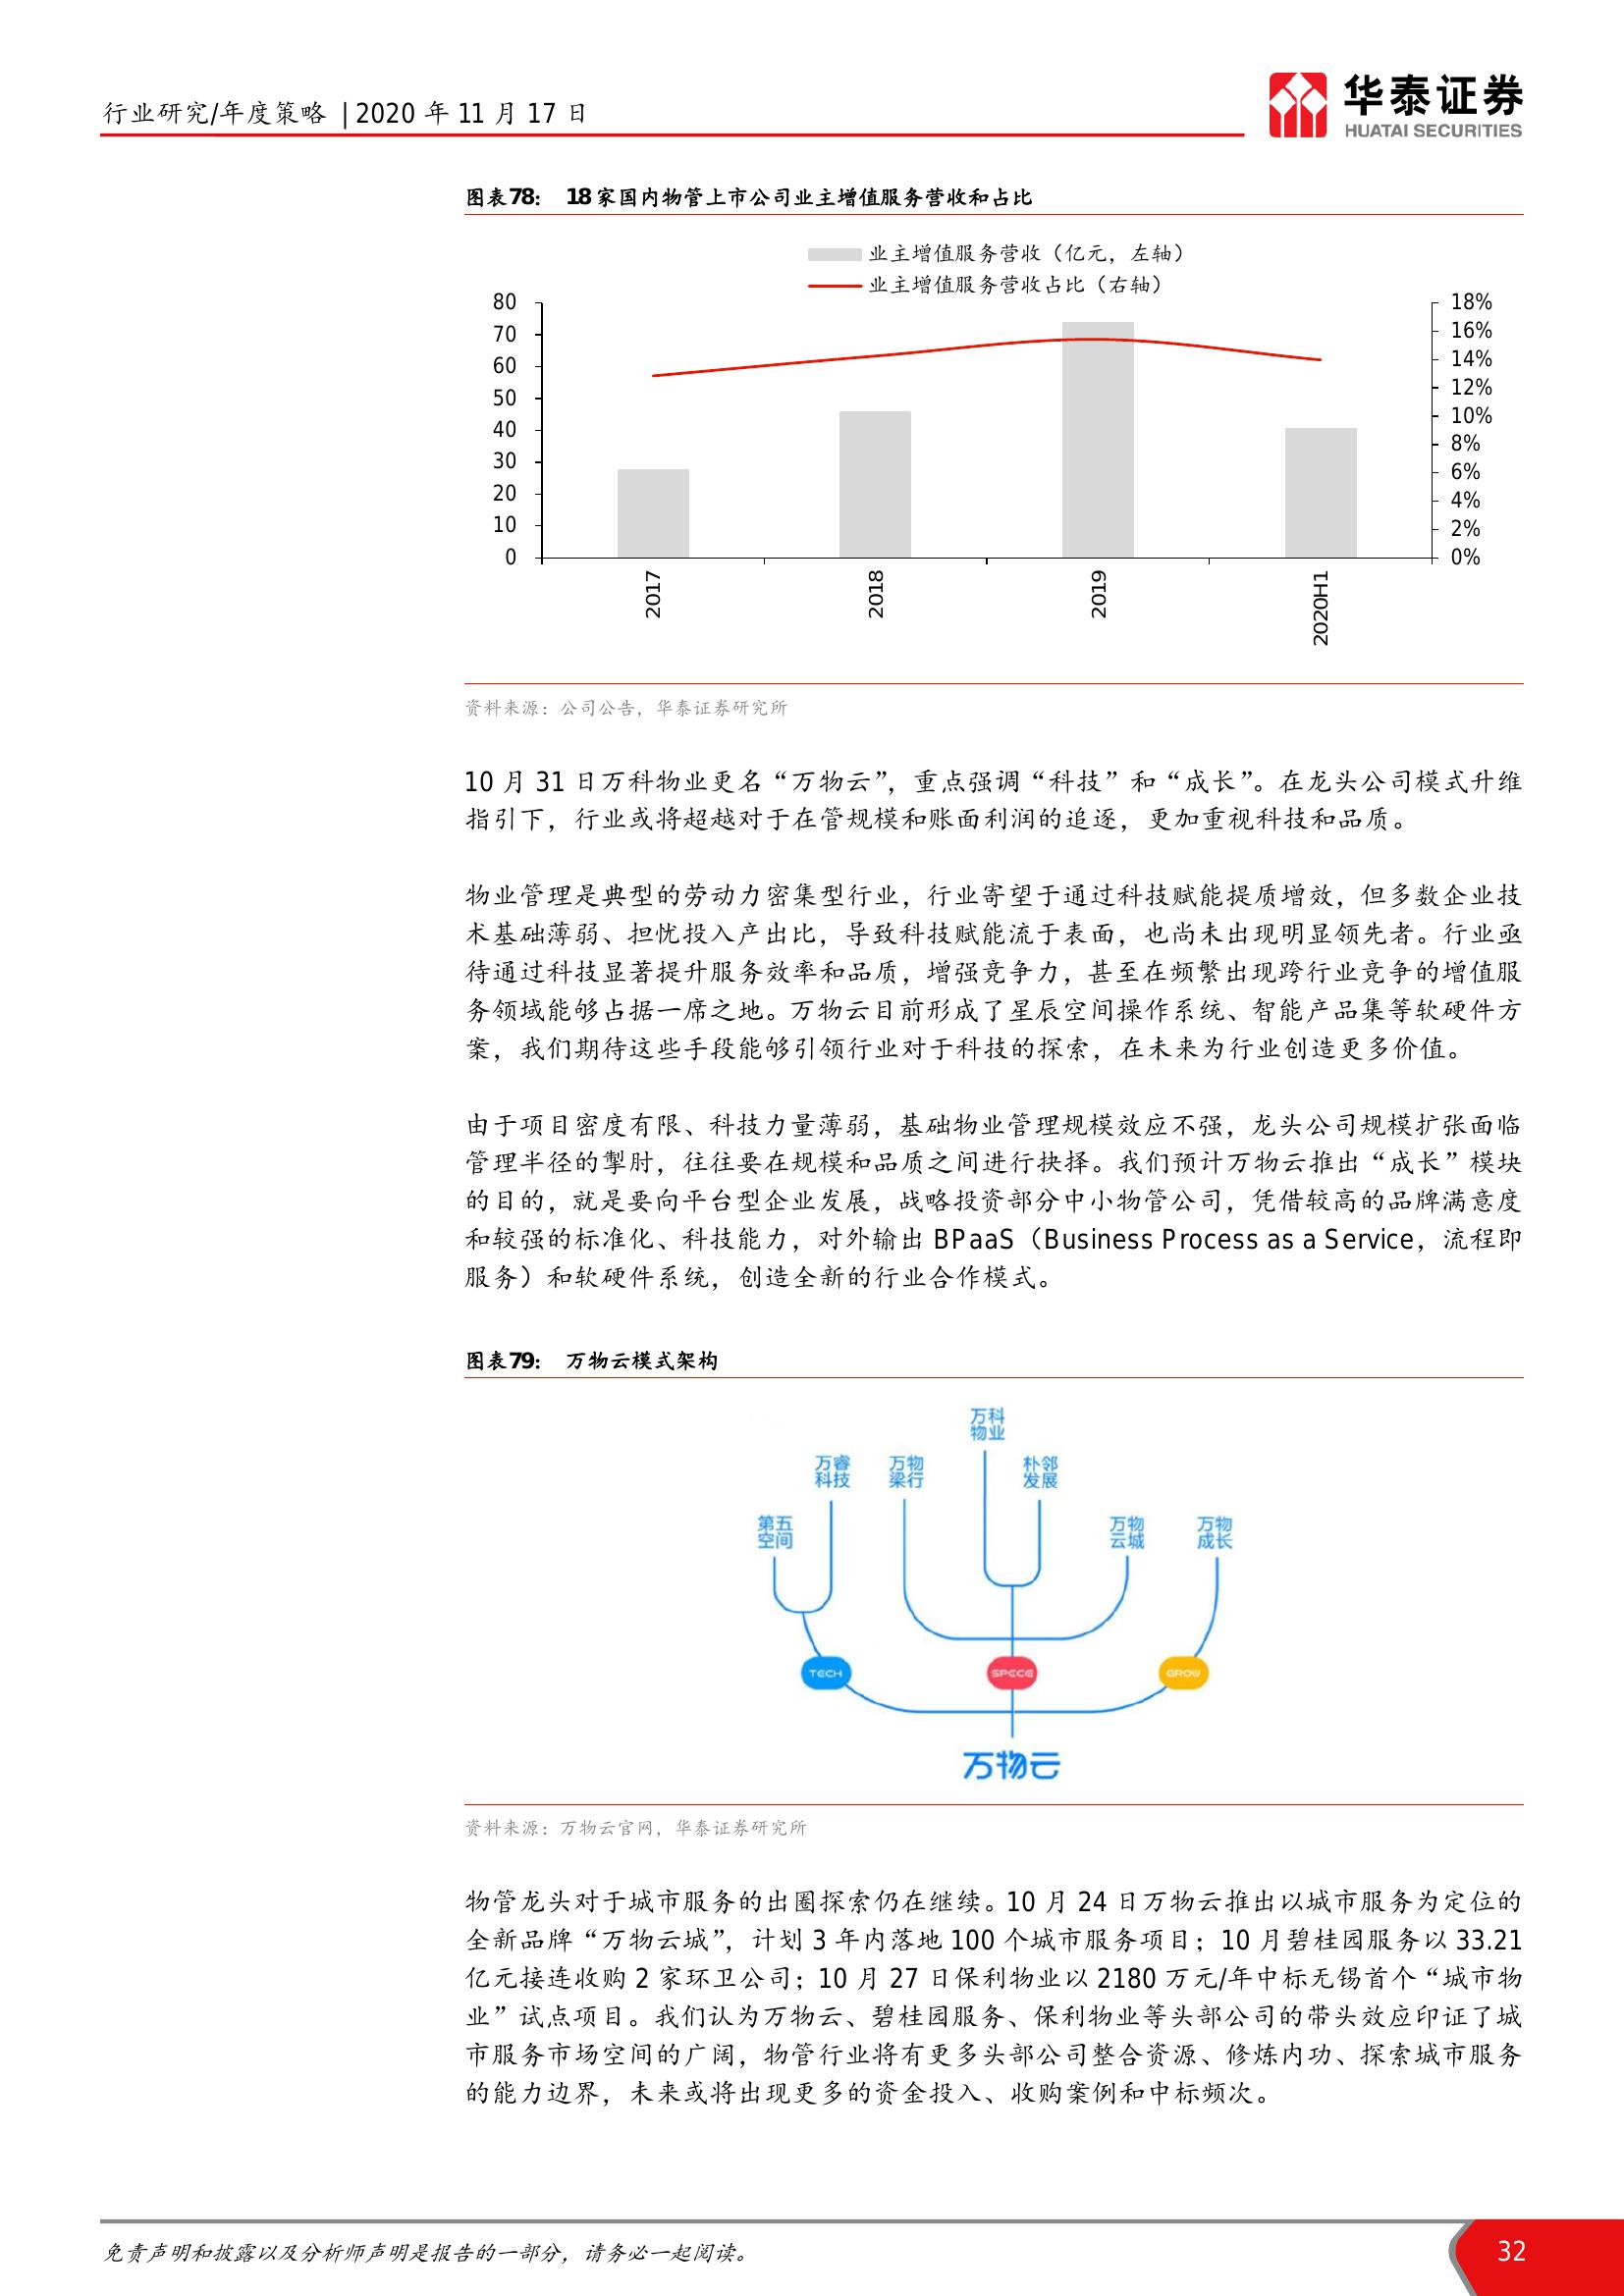 行业研究/年度策略 | 2020 年 11 月 17 日
华泰证券
HUATAI SECURITIES
图表78： 18 家国内物管上市公司业主增值服务营收和占比
业主增值服务营收（亿元，左轴）
业主增值服务营收占比（右轴）
80
70
60
50
40
30
20
10
0
18%
16%
14%
12%
10%
8%
6%
4%
2%
0%
2017
2018
2019
2020H1
资料来源：公司公告，华泰证券研究所
10 月 31 日万科物业更名“万物云”，重点强调“科技”和“成长”。在龙头公司模式升维
指引下，行业或将超越对于在管规模和账面利润的追逐，更加重视科技和品质。
物业管理是典型的劳动力密集型行业，行业寄望于通过科技赋能提质增效，但多数企业技
术基础薄弱、担忧投入产出比，导致科技赋能流于表面，也尚未出现明显领先者。行业亟
待通过科技显著提升服务效率和品质，增强竞争力，甚至在频繁出现跨行业竞争的增值服
务领域能够占据一席之地。万物云目前形成了星辰空间操作系统、智能产品集等软硬件方
案，我们期待这些手段能够引领行业对于科技的探索，在未来为行业创造更多价值。
由于项目密度有限、科技力量薄弱，基础物业管理规模效应不强，龙头公司规模扩张面临
管理半径的掣肘，往往要在规模和品质之间进行抉择。我们预计万物云推出“成长”模块
的目的，就是要向平台型企业发展，战略投资部分中小物管公司，凭借较高的品牌满意度
和较强的标准化、科技能力，对外输出 BPaaS（Business Process as a Service，流程即
服务）和软硬件系统，创造全新的行业合作模式。
图表79： 万物云模式架构
万科
物业
万睿
科技
万物
梁行
朴邻
发展
第五
空间
万物
云城
万物
成长
TECH
SPECE
GROW
万物云
资料来源：万物云官网，华泰证券研究所
物管龙头对于城市服务的出圈探索仍在继续。10 月 24 日万物云推出以城市服务为定位的
全新品牌“万物云城”，计划 3 年内落地 100 个城市服务项目；10 月碧桂园服务以 33.21
亿元接连收购 2 家环卫公司；10 月 27 日保利物业以 2180 万元/年中标无锡首个“城市物
业”试点项目。我们认为万物云、碧桂园服务、保利物业等头部公司的带头效应印证了城
市服务市场空间的广阔，物管行业将有更多头部公司整合资源、修炼内功、探索城市服务
的能力边界，未来或将出现更多的资金投入、收购案例和中标频次。
免责声明和披露以及分析师声明是报告的一部分，请务必一起阅读。
32